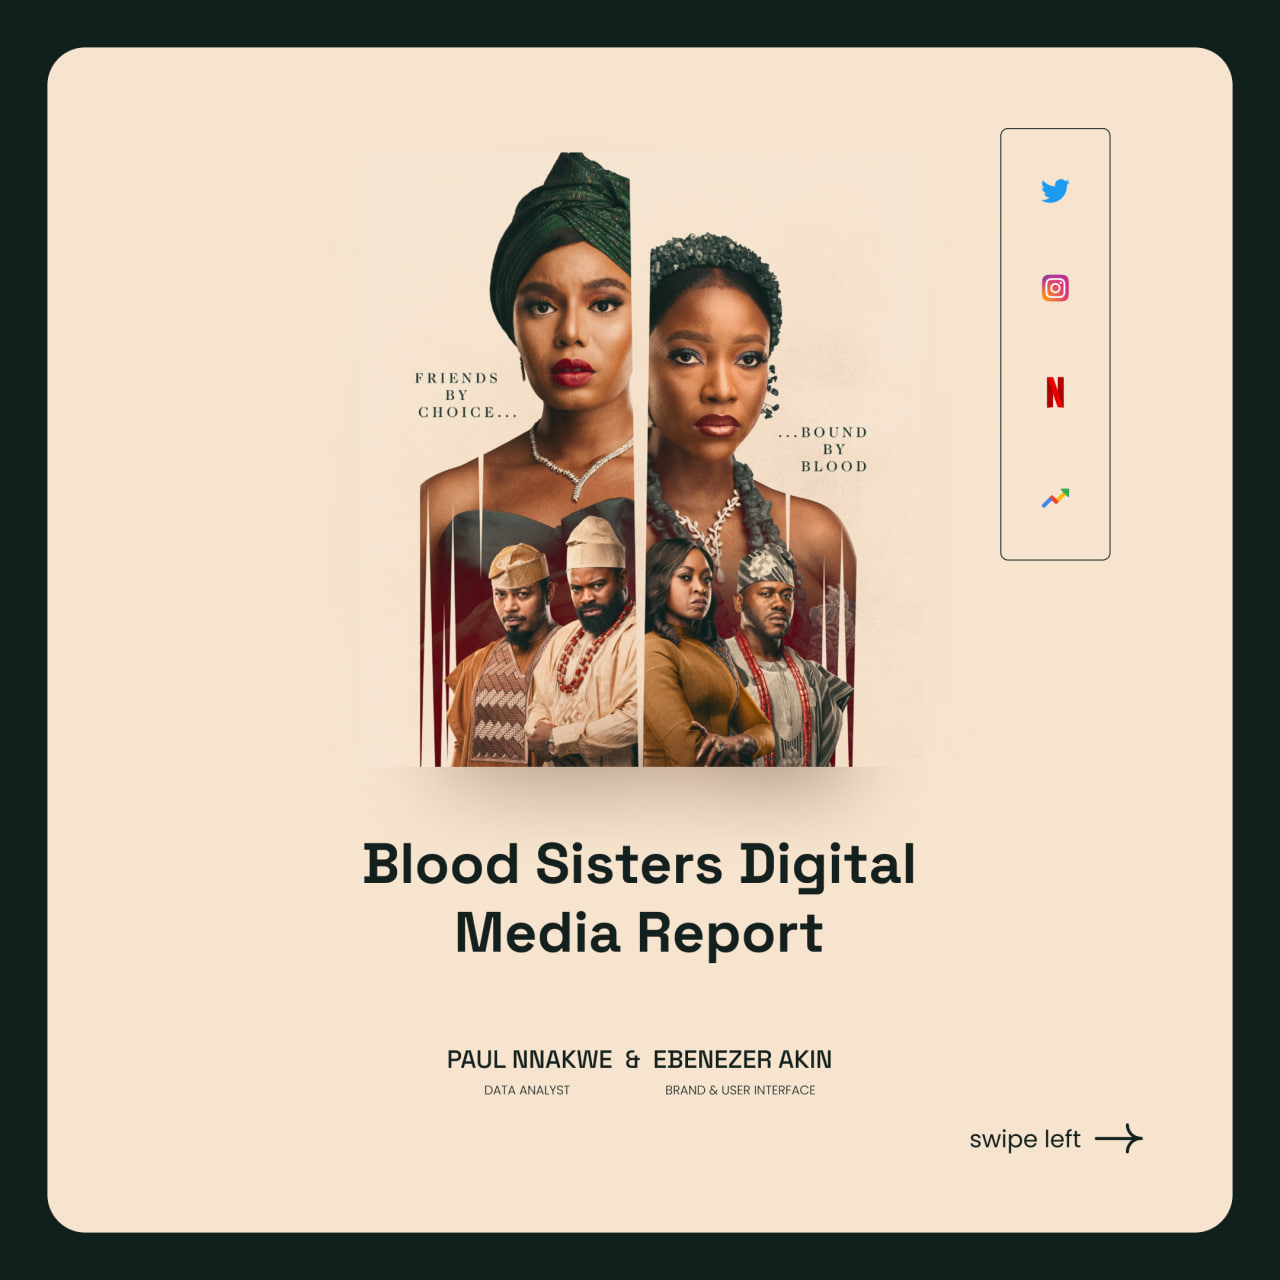 FRIENDS
BY
CHOICE...
...BOUND
BY
BLOOD
Blood Sisters Digital
Media Report
PAUL NNAKWE & EBENEZER AKIN
DATA ANALYST BRAND & USER INTERFACE
swipe left